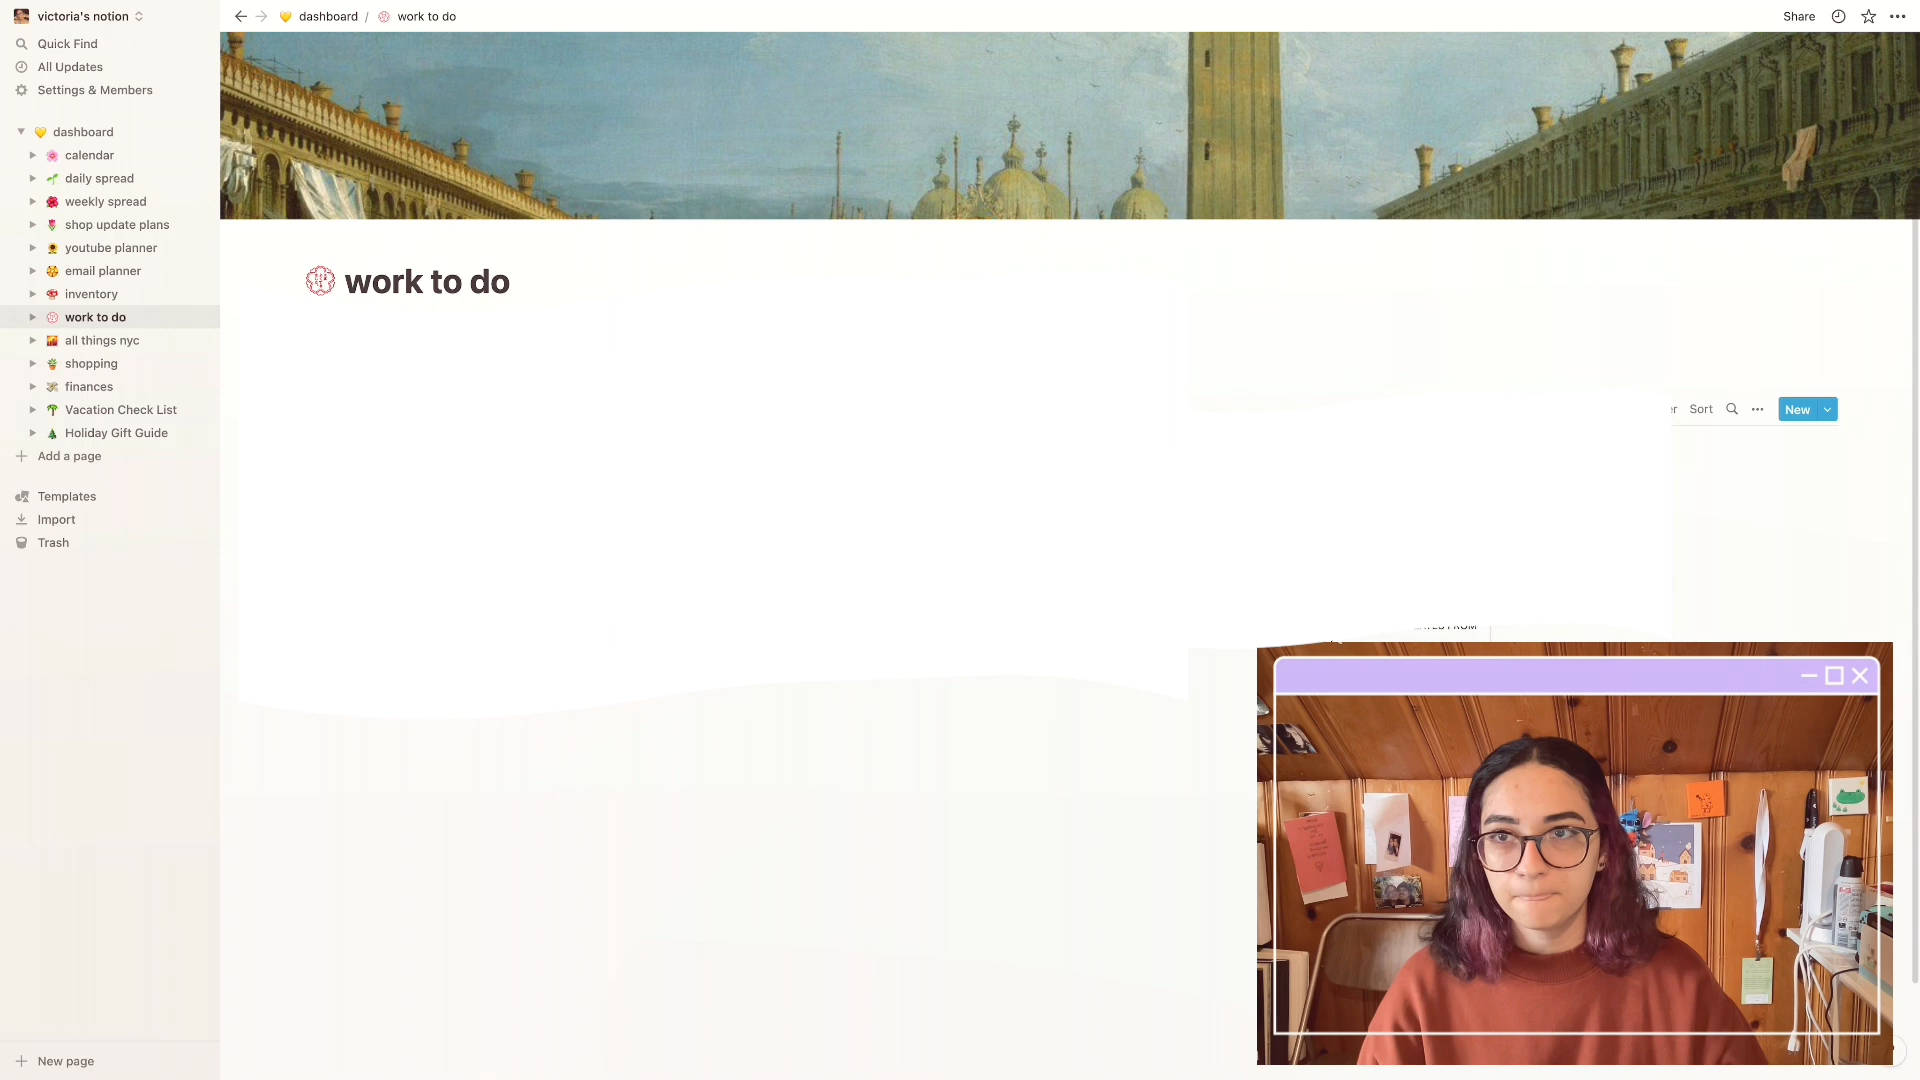 victoria's notion
Quick Find
All Updates
Settings & Members
dashboard
calendar
daily spread
weekly spread
shop update plans
youtube planner
email planner
inventory
work to do
all things nyc
shopping
finances
Vacation Check List
Holiday Gift Guide
Add a page
Templates
Import
Trash
New page
dashboard / work to do
Share
work to do
Sort
New